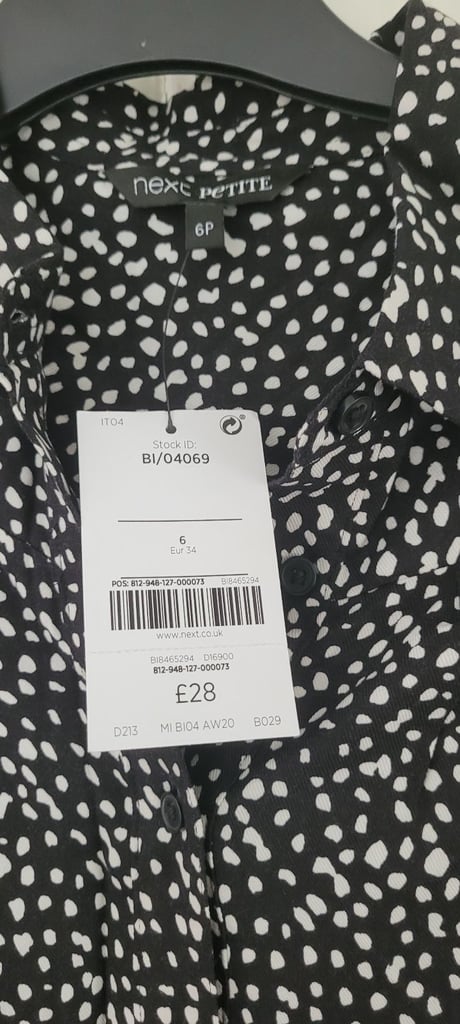 next PETITE
6P
IT04
Stock ID:
BI/04069
6
Eur 34
POS: 812-948-127-000073 BI8465294
www.next.co.uk
BI8465294 D16900
812-948-127-000073
£28
D213 MI BI04 AW20 B029